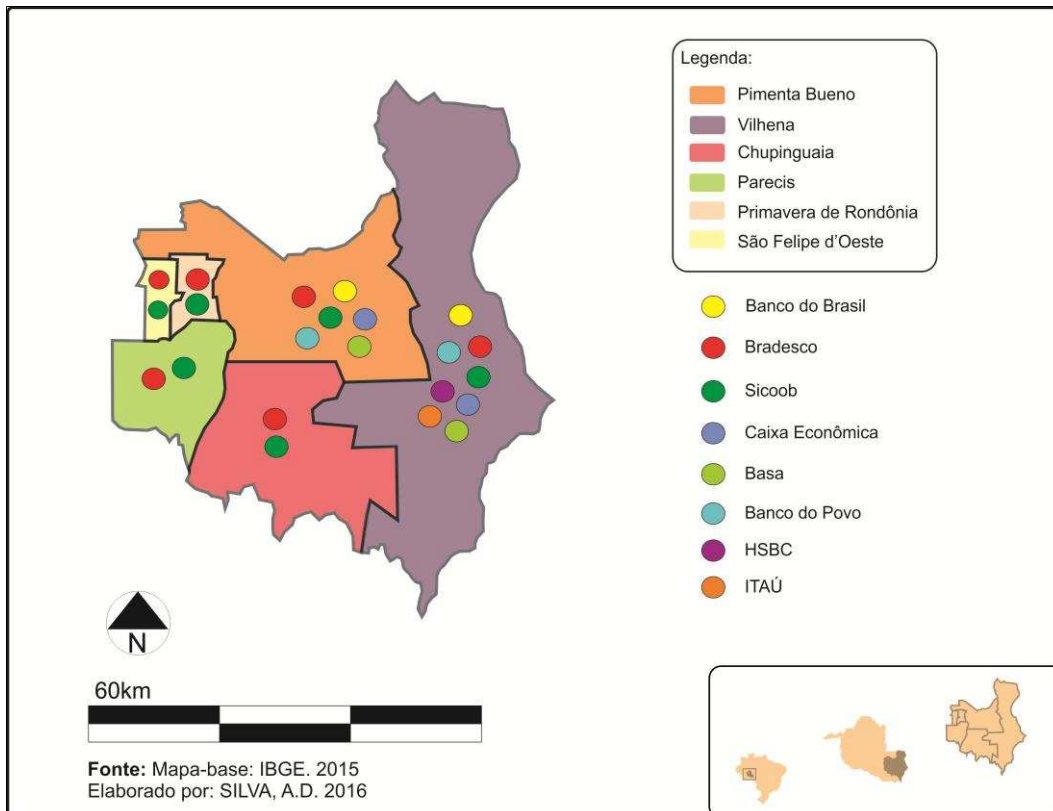 Legenda:
Pimenta Bueno
Vilhena
Chupinguaia
Parecis
Primavera de Rondônia
São Felipe d’Oeste
Banco do Brasil
Bradesco
Sicoob
Caixa Econômica
Basa
Banco do Povo
HSBC
ITAÚ
N
60km
Fonte: Mapa-base: IBGE. 2015
Elaborado por: SILVA, A.D. 2016